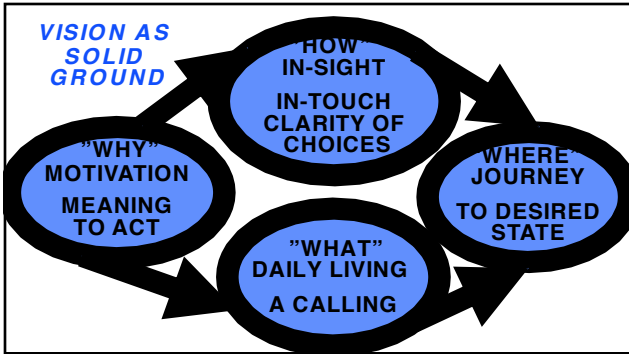 VISION AS
SOLID
GROUND
"HOW"
IN-SIGHT
IN-TOUCH
CLARITY OF
CHOICES
”WHY”
MOTIVATION
MEANING
TO ACT
”WHERE”
JOURNEY
TO DESIRED
STATE
”WHAT”
DAILY LIVING
A CALLING